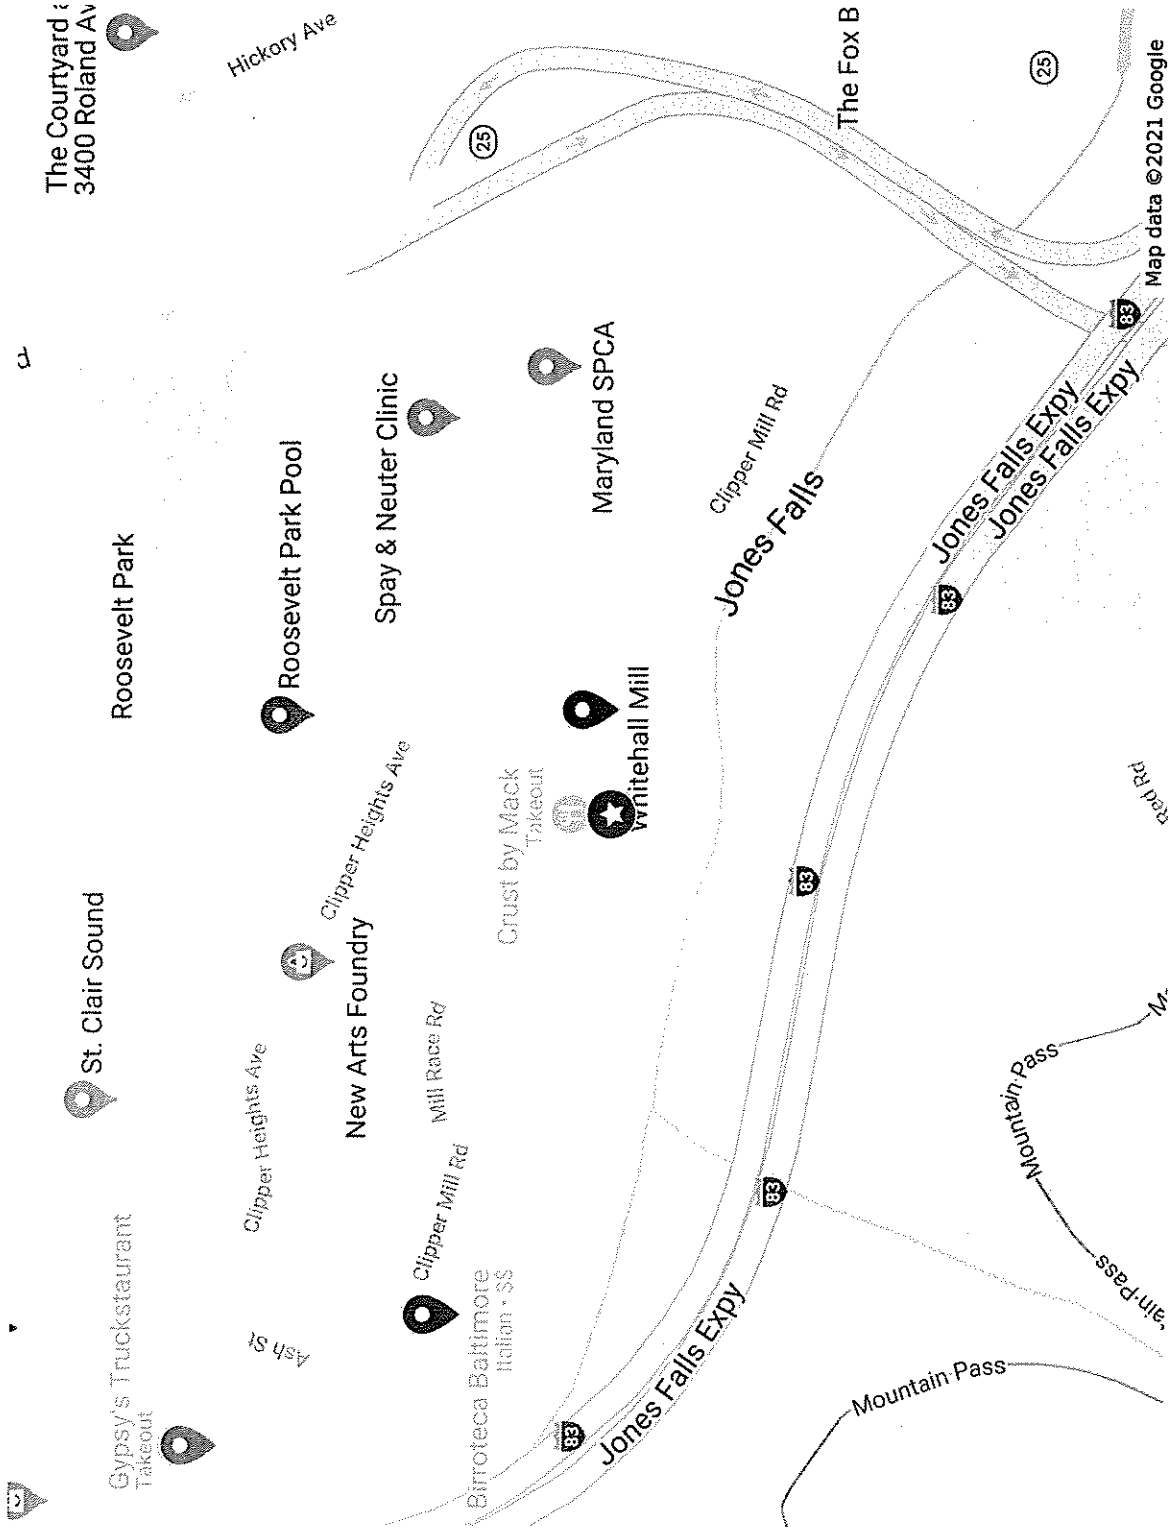 The Courtyard
3400 Roland Av
St. Clair Sound
Gypsy's Truckstaurant
Takeout
Roosevelt Park
Hickory Ave
Clipper Heights Ave
Ash St
Roosevelt Park Pool
Clipper Heights Ave
New Arts Foundry
Spay & Neuter Clinic
Mill Race Rd
Clipper Mill Rd
25
Birroteca Baltimore
Italian · $$
Crust by Mack
Takeout
Maryland SPCA
83
Whitehall Mill
Jones Falls Expy
Clipper Mill Rd
Jones Falls
83
83
The Fox B
Mountain Pass
83
Jones Falls Expy
Jones Falls Expy
Mountain Pass
Mountain Pass
25
83
ain Pass
Red Rd
Map data ©2021 Google